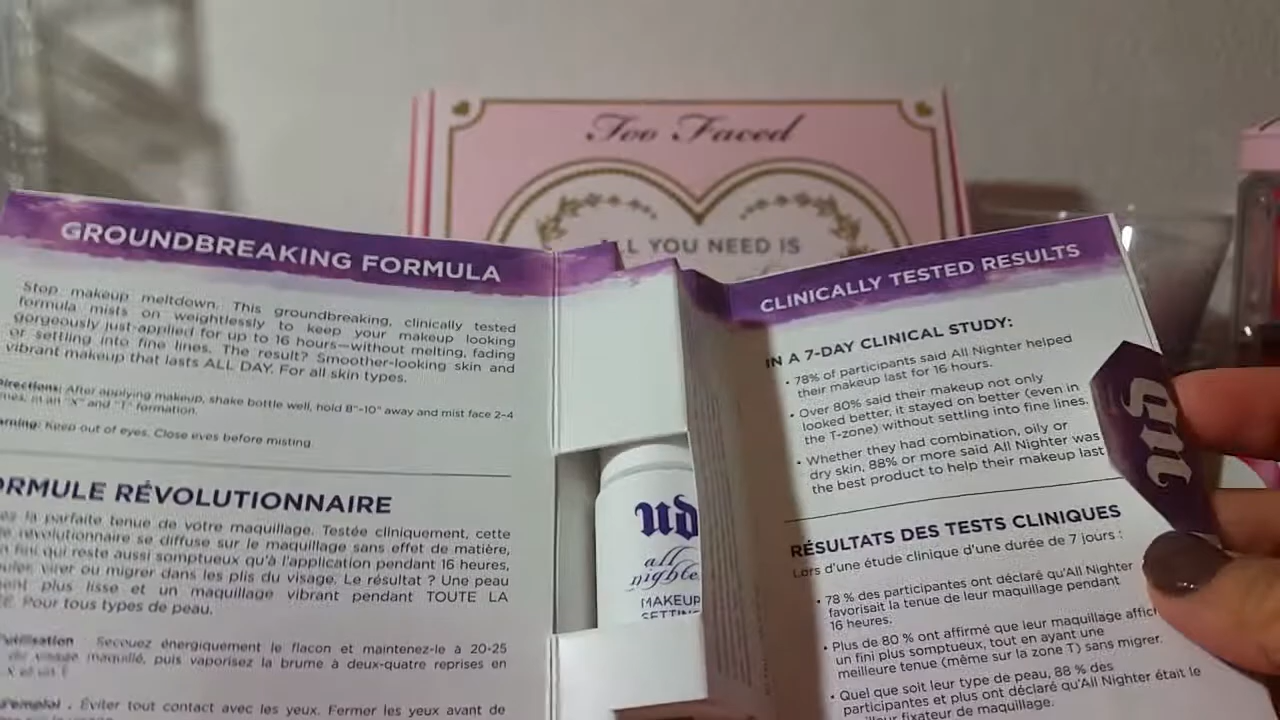 Too Faced
ALL YOU NEED IS
GROUNDBREAKING FORMULA
Stop makeup meltdown. This groundbreaking, clinically tested
formula mists on weightlessly to keep your makeup looking
gorgeously just-applied for up to 16 hours—without melting, fading
or settling into fine lines. The result? Smoother-looking skin and
vibrant makeup that lasts ALL DAY. For all skin types.
Directions: After applying makeup, shake bottle well, hold 8"-10" away and mist face 2-4
in an "X" and "T" formation.
Keep out of eyes. Close eyes before misting.
FORMULE RÉVOLUTIONNAIRE
la parfaite tenue de votre maquillage. Testée cliniquement, cette
révolutionnaire se diffuse sur le maquillage sans effet de matière,
fini qui reste aussi somptueux qu'à l'application pendant 16 heures,
virer ou migrer dans les plis du visage. Le résultat ? Une peau
plus lisse et un maquillage vibrant pendant TOUTE LA
Pour tous types de peau.
Secouez énergiquement le flacon et maintenez-le à 20-25
du visage maquillé, puis vaporisez la brume à deux-quatre reprises en
Éviter tout contact avec les yeux. Fermer les yeux avant de
ud
all
nighte
MAKEUP
SETTIN
CLINICALLY TESTED RESULTS
IN A 7-DAY CLINICAL STUDY:
• 78% of participants said All Nighter helped
their makeup last for 16 hours.
• Over 80% said their makeup not only
looked better, it stayed on better (even in
the T-zone) without settling into fine lines.
• Whether they had combination, oily or
dry skin, 88% or more said All Nighter was
the best product to help their makeup last
RÉSULTATS DES TESTS CLINIQUES
Lors d'une étude clinique d'une durée de 7 jours :
• 78 % des participantes ont déclaré qu'All Nighter
favorisait la tenue de leur maquillage pendant
16 heures.
• Plus de 80 % ont affirmé que leur maquillage affic
un fini plus somptueux, tout en ayant une
meilleure tenue (même sur la zone T) sans migrer.
• Quel que soit leur type de peau, 88 % des
participantes et plus ont déclaré qu'All Nighter était le
fixateur de maquillage.
ud